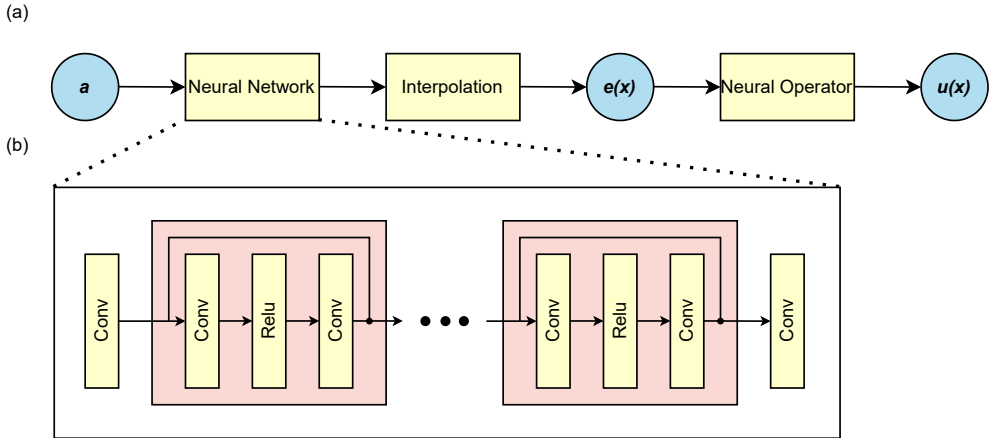 (a)
a
Neural Network
Interpolation
e(x)
Neural Operator
u(x)
(b)
Conv
Conv
Relu
Conv
Conv
Relu
Conv
Conv